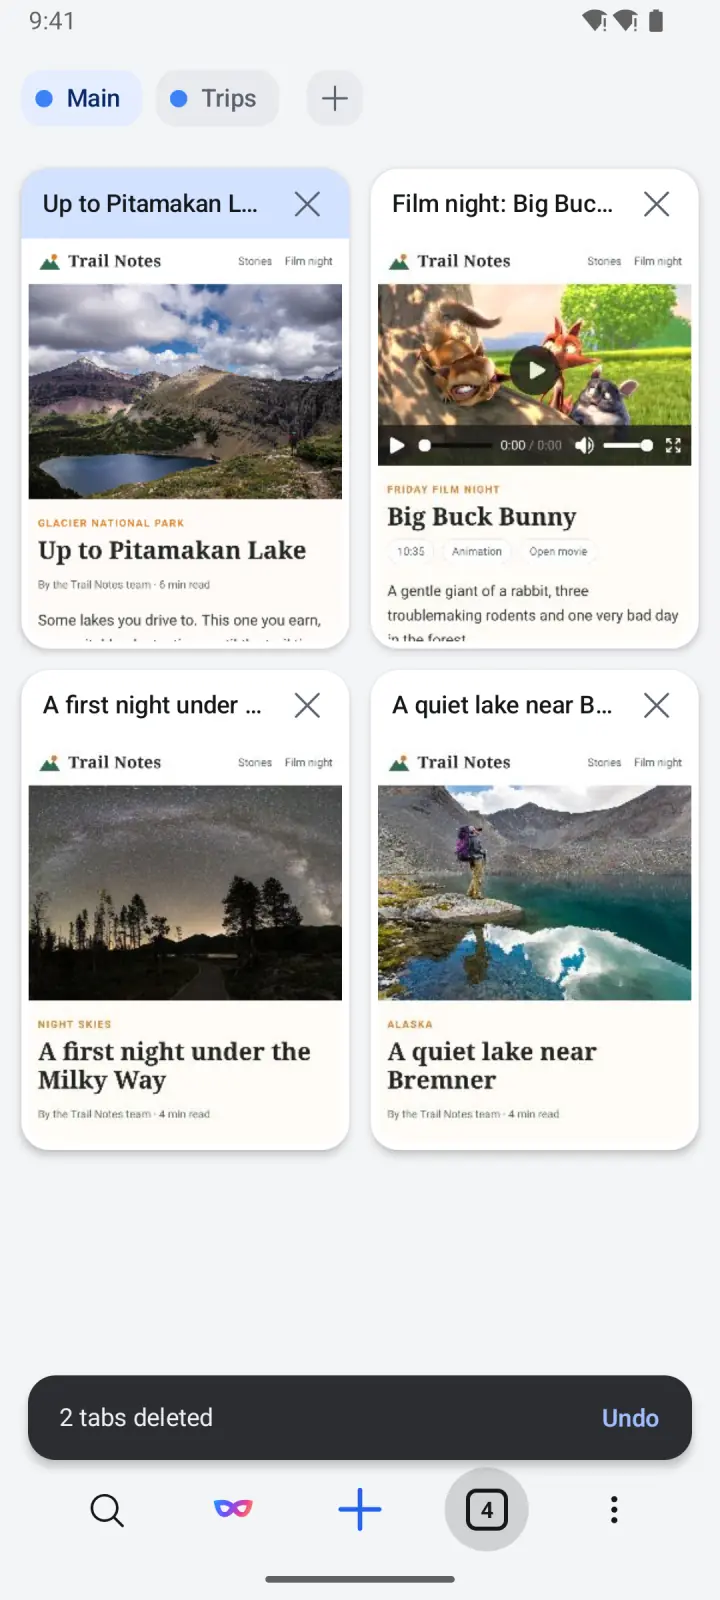 9:41
Main
Trips
Up to Pitamakan L...
Film night: Big Buc...
Trail Notes
Stories
Film night
GLACIER NATIONAL PARK
Up to Pitamakan Lake
By the Trail Notes team · 6 min read
Some lakes you drive to. This one you earn,
Trail Notes
Stories
Film night
0:00 / 0:00
FRIDAY FILM NIGHT
Big Buck Bunny
10:35
Animation
Open movie
A gentle giant of a rabbit, three
troublemaking rodents and one very bad day
in the forest
A first night under ...
A quiet lake near B...
Trail Notes
Stories
Film night
NIGHT SKIES
A first night under the
Milky Way
By the Trail Notes team · 4 min read
Trail Notes
Stories
Film night
ALASKA
A quiet lake near
Bremner
By the Trail Notes team · 4 min read
2 tabs deleted
Undo
4